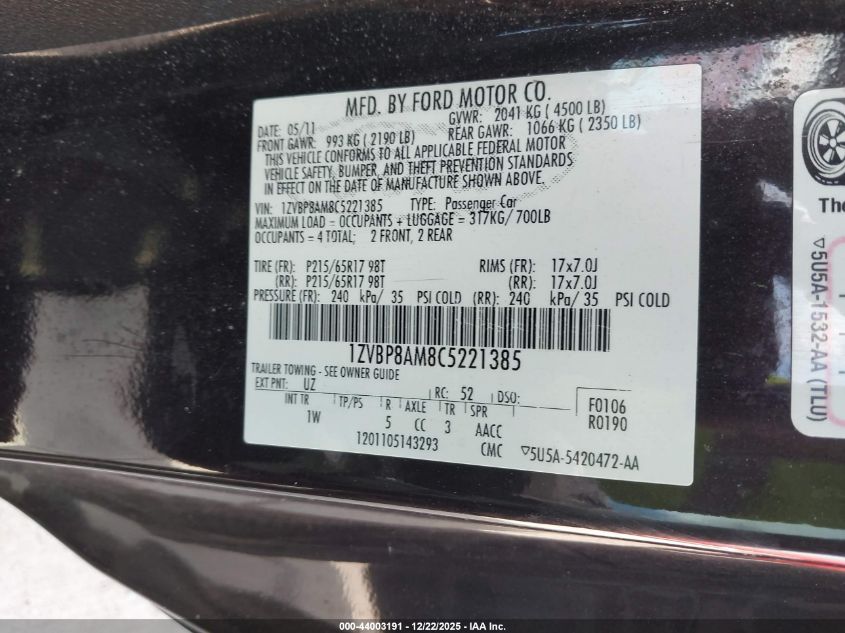 MFD. BY FORD MOTOR CO.
DATE: 05/11 GVWR: 2041 KG ( 4500 LB)
FRONT GAWR: 993 KG ( 2190 LB) REAR GAWR: 1066 KG ( 2350 LB)
THIS VEHICLE CONFORMS TO ALL APPLICABLE FEDERAL MOTOR
VEHICLE SAFETY, BUMPER, AND THEFT PREVENTION STANDARDS
IN EFFECT ON THE DATE OF MANUFACTURE SHOWN ABOVE.
VIN: 1ZVBP8AM8C5221385 TYPE: Passenger Car
MAXIMUM LOAD = OCCUPANTS + LUGGAGE = 317KG/ 700LB
OCCUPANTS = 4 TOTAL; 2 FRONT, 2 REAR
TIRE (FR): P215/65R17 98T RIMS (FR): 17x7.0J
(RR): P215/65R17 98T (RR): 17x7.0J
PRESSURE (FR): 240 kPa/ 35 PSI COLD (RR): 240 kPa/ 35 PSI COLD
1ZVBP8AM8C5221385
TRAILER TOWING - SEE OWNER GUIDE
EXT PNT: UZ RC: 52 DSO: F0106
INT TR TP/PS R AXLE TR SPR R0190
1W 5 CC 3 AACC
1201105143293 CMC ▽5U5A-5420472-AA
The
▽5U5A-1532-AA (TLU)
000-44003191 - 12/22/2025 - IAA Inc.